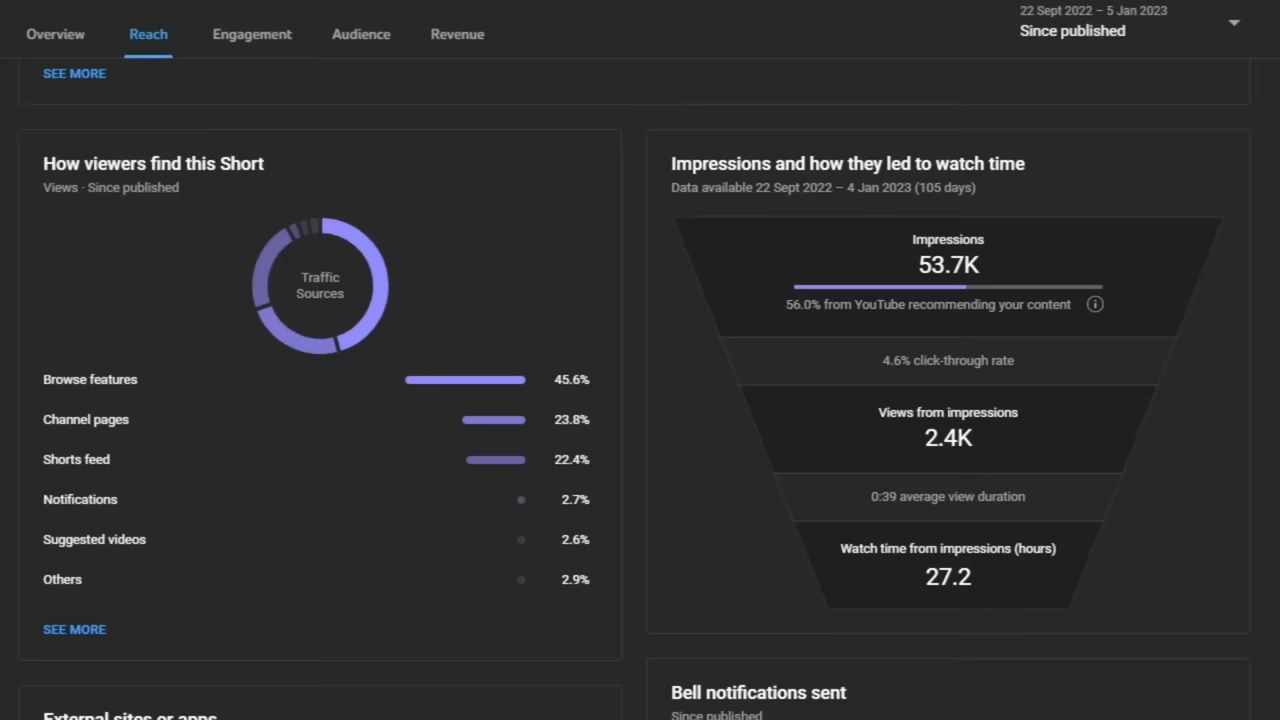 Overview
Reach
Engagement
Audience
Revenue
22 Sept 2022 – 5 Jan 2023
Since published
SEE MORE
How viewers find this Short
Views · Since published
Traffic
Sources
Browse features 45.6%
Channel pages 23.8%
Shorts feed 22.4%
Notifications 2.7%
Suggested videos 2.6%
Others 2.9%
SEE MORE
External sites or apps
Impressions and how they led to watch time
Data available 22 Sept 2022 – 4 Jan 2023 (105 days)
Impressions
53.7K
56.0% from YouTube recommending your content
4.6% click-through rate
Views from impressions
2.4K
0:39 average view duration
Watch time from impressions (hours)
27.2
Bell notifications sent
Since published